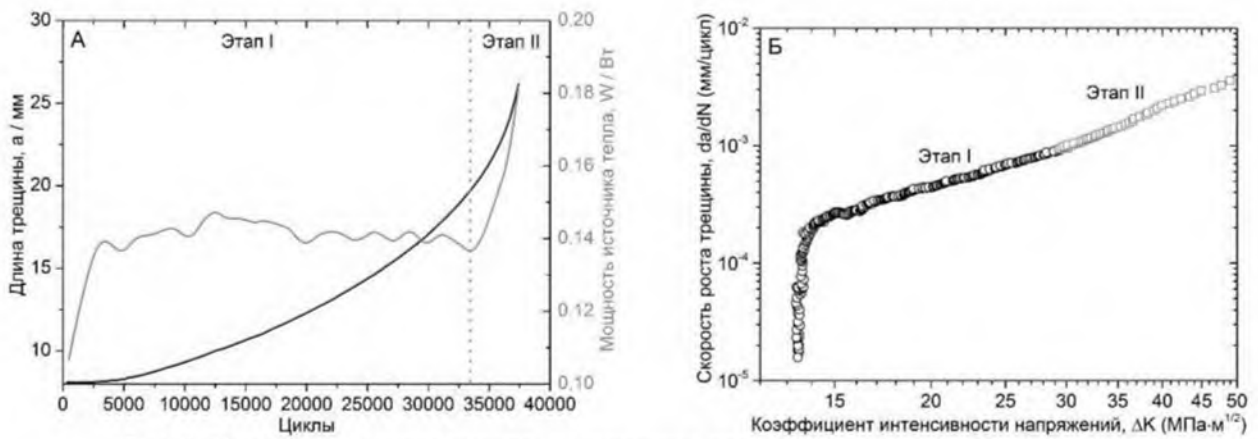 А
Этап I
Этап II
Длина трещины, a / мм
30
25
20
15
10
0.20
0.18
0.16
0.14
0.12
0.10
Мощность источника тепла, W / Вт
0
5000
10000
15000
20000
25000
30000
35000
40000
Циклы
Б
Этап II
Этап I
Скорость роста трещины, da/dN (мм/цикл)
10⁻²
10⁻³
10⁻⁴
10⁻⁵
15
20
25
30
35
40
45
50
Коэффициент интенсивности напряжений, ΔK (МПа·м¹/²)